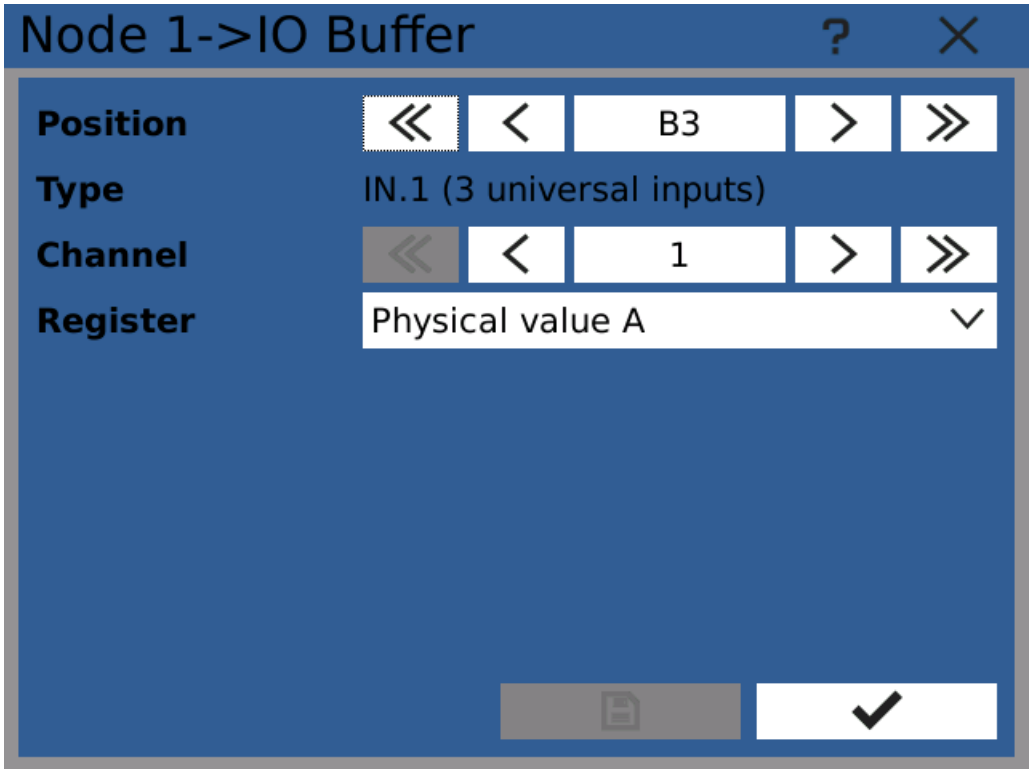 Node 1->IO Buffer ?
Position B3
Type IN.1 (3 universal inputs)
Channel 1
Register Physical value A